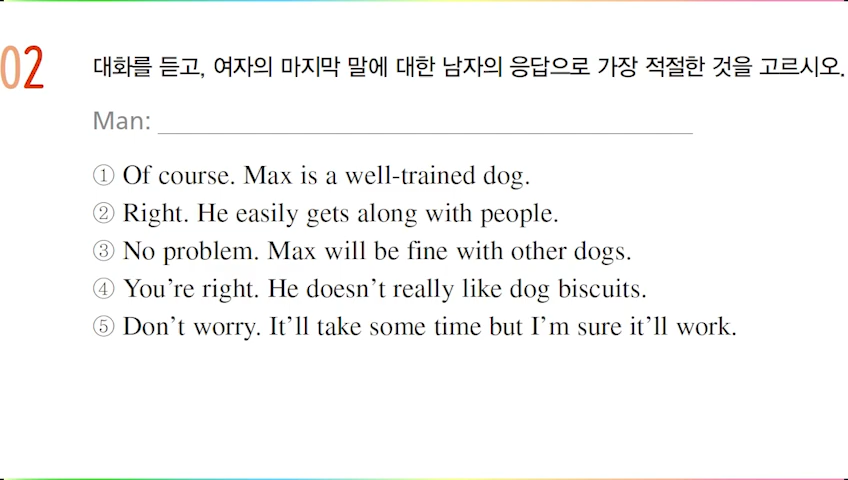 02
대화를 듣고, 여자의 마지막 말에 대한 남자의 응답으로 가장 적절한 것을 고르시오.
Man: ______________________________
① Of course. Max is a well-trained dog.
② Right. He easily gets along with people.
③ No problem. Max will be fine with other dogs.
④ You’re right. He doesn’t really like dog biscuits.
⑤ Don’t worry. It’ll take some time but I’m sure it’ll work.